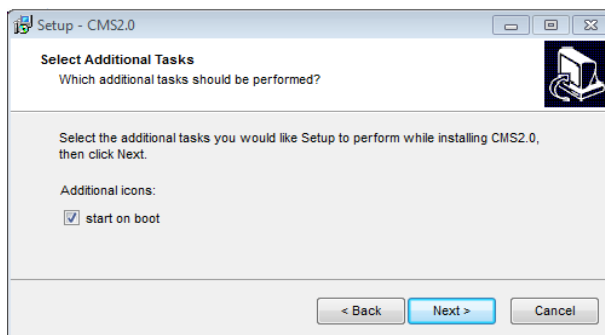 Setup - CMS2.0
Select Additional Tasks
Which additional tasks should be performed?
Select the additional tasks you would like Setup to perform while installing CMS2.0,
then click Next.
Additional icons:
start on boot
< Back Next > Cancel